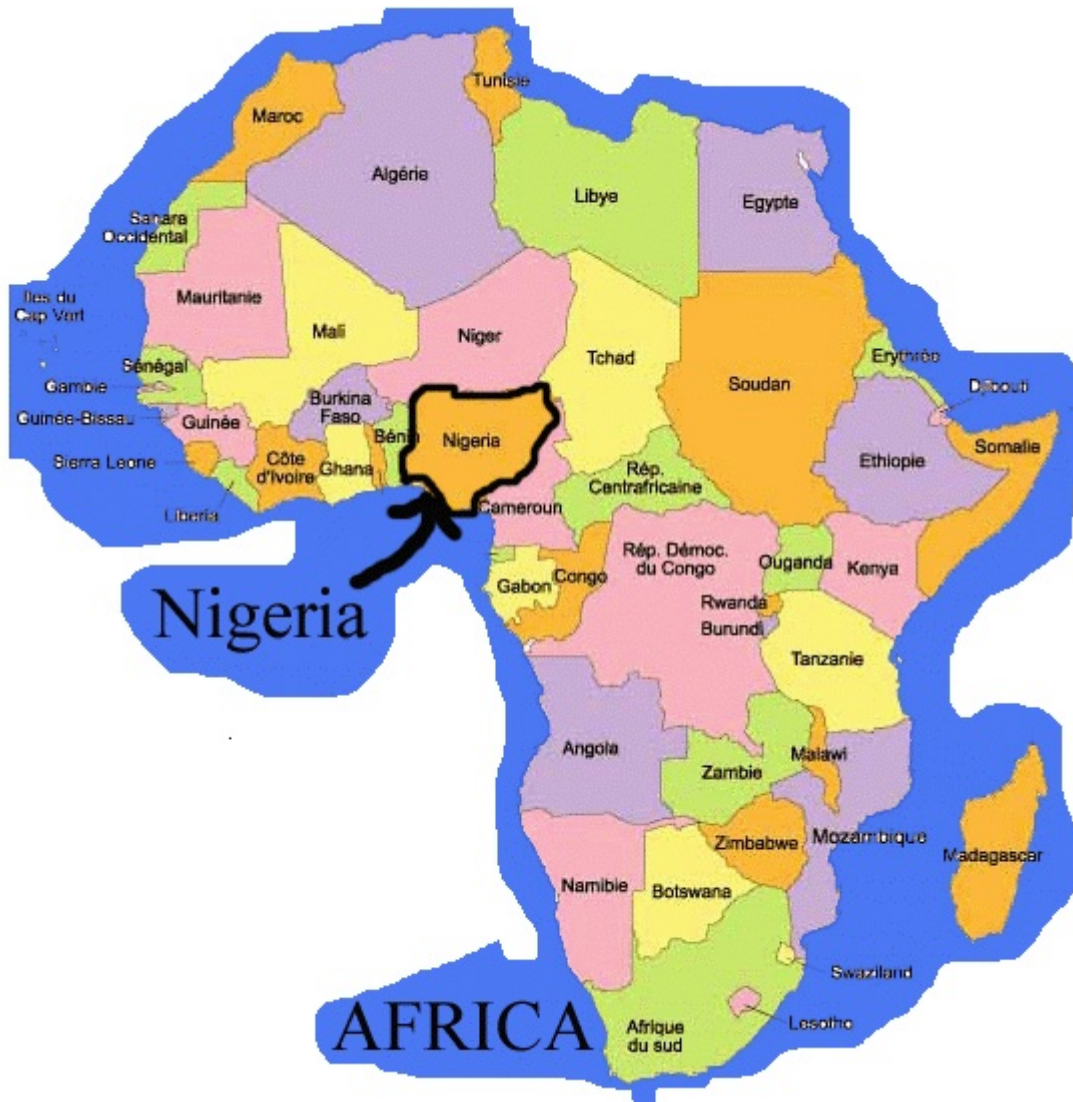 Tunisie
Maroc
Algérie
Libye
Egypte
Sahara
Occidental
Mauritanie
Iles du
Cap Vert
Mali
Niger
Tchad
Soudan
Erythrée
Djibouti
Sénégal
Gambie
Guinée-Bissau
Guinée
Burkina
Faso
Bénin
Nigeria
Sierra Leone
Côte
d'Ivoire
Ghana
Liberia
Cameroun
Rép.
Centrafricaine
Ethiopie
Somalie
Nigeria
Gabon
Congo
Rép. Démoc.
du Congo
Ouganda
Kenya
Rwanda
Burundi
Tanzanie
Angola
Zambie
Malawi
Mozambique
Zimbabwe
Madagascar
Namibie
Botswana
Swaziland
Lesotho
Afrique
du sud
AFRICA